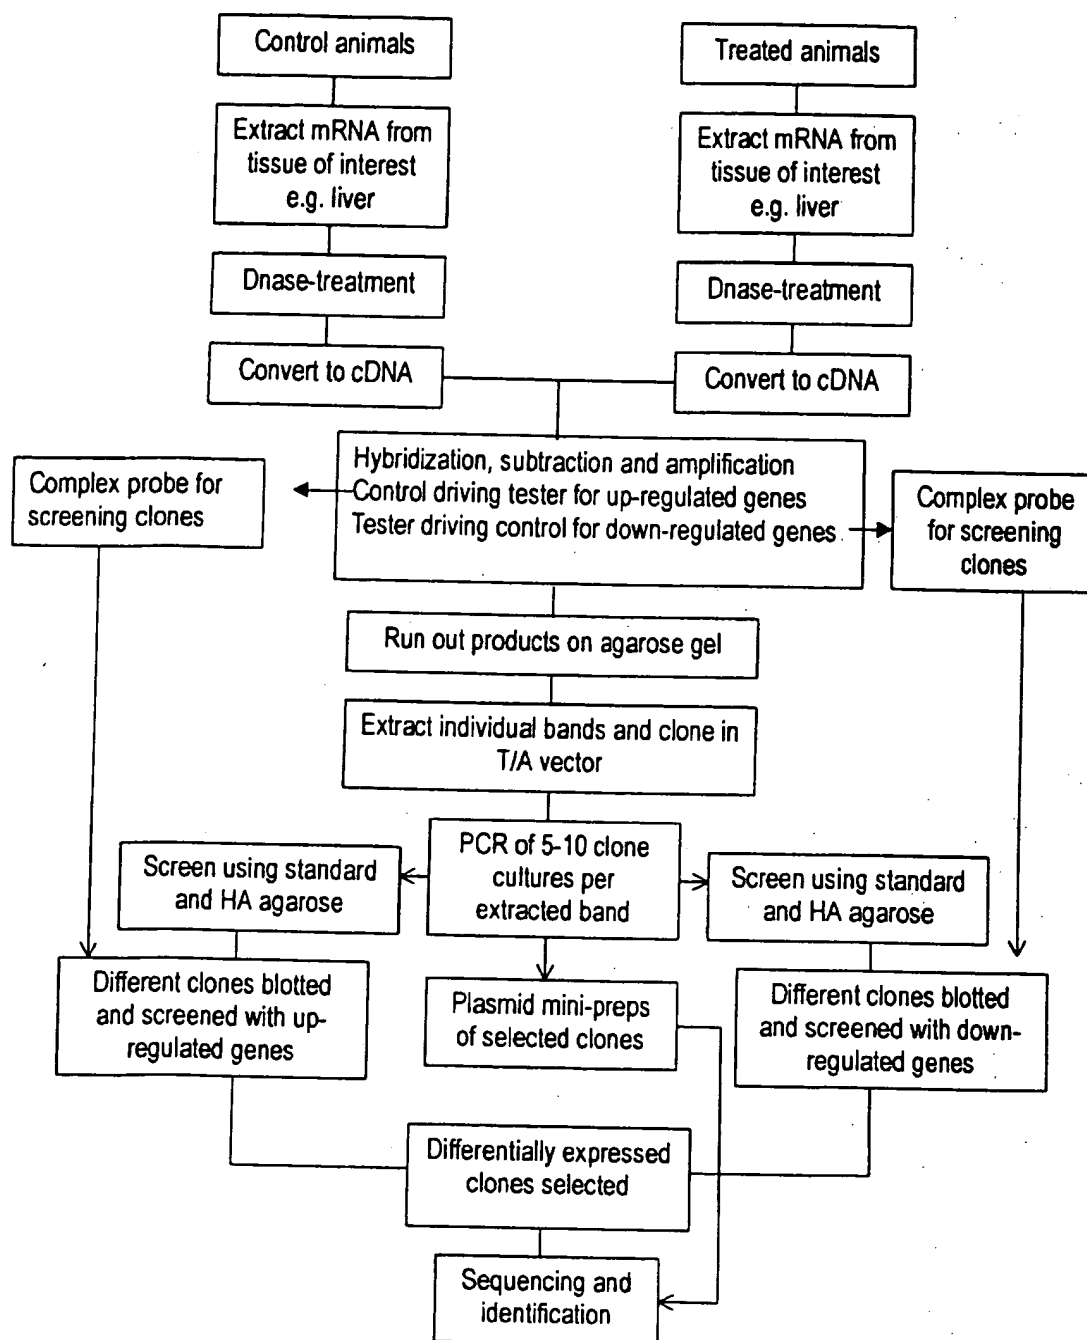 Control animals
Treated animals
Extract mRNA from
tissue of interest
e.g. liver
Extract mRNA from
tissue of interest
e.g. liver
Dnase-treatment
Dnase-treatment
Convert to cDNA
Convert to cDNA
Hybridization, subtraction and amplification
Control driving tester for up-regulated genes
Tester driving control for down-regulated genes
Complex probe for
screening clones
Complex probe
for screening
clones
Run out products on agarose gel
Extract individual bands and clone in
T/A vector
PCR of 5-10 clone
cultures per
extracted band
Screen using standard
and HA agarose
Screen using standard
and HA agarose
Different clones blotted
and screened with up-
regulated genes
Plasmid mini-preps
of selected clones
Different clones blotted
and screened with down-
regulated genes
Differentially expressed
clones selected
Sequencing and
identification